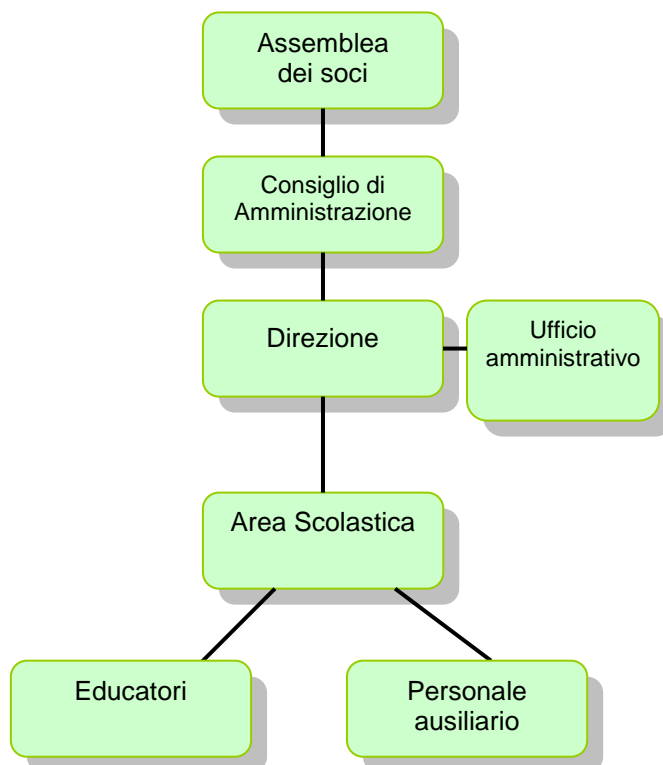 Assemblea
dei soci
Consiglio di
Amministrazione
Direzione
Ufficio
amministrativo
Area Scolastica
Educatori
Personale
ausiliario